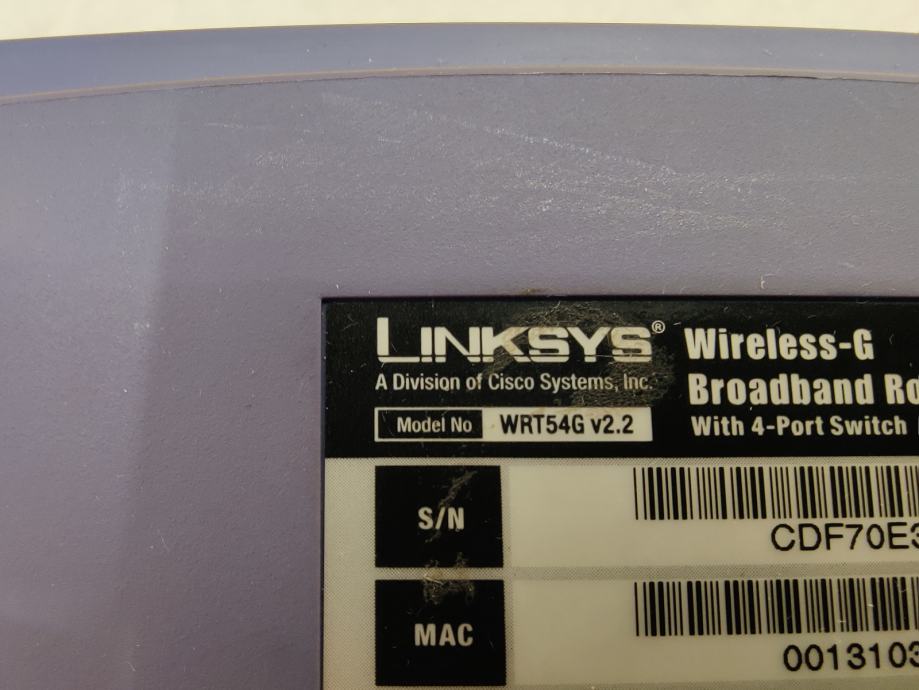 LINKSYS® Wireless-G
A Division of Cisco Systems, Inc. Broadband Ro
Model No WRT54G v2.2 With 4-Port Switch
S/N CDF70E3
MAC 0013103